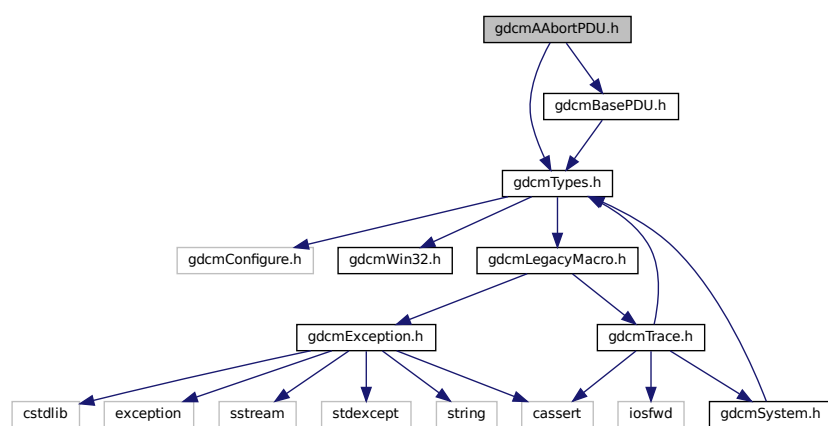 gdcmAAbortPDU.h
gdcmBasePDU.h
gdcmTypes.h
gdcmConfigure.h
gdcmWin32.h
gdcmLegacyMacro.h
gdcmException.h
gdcmTrace.h
cstdlib
exception
sstream
stdexcept
string
cassert
iosfwd
gdcmSystem.h